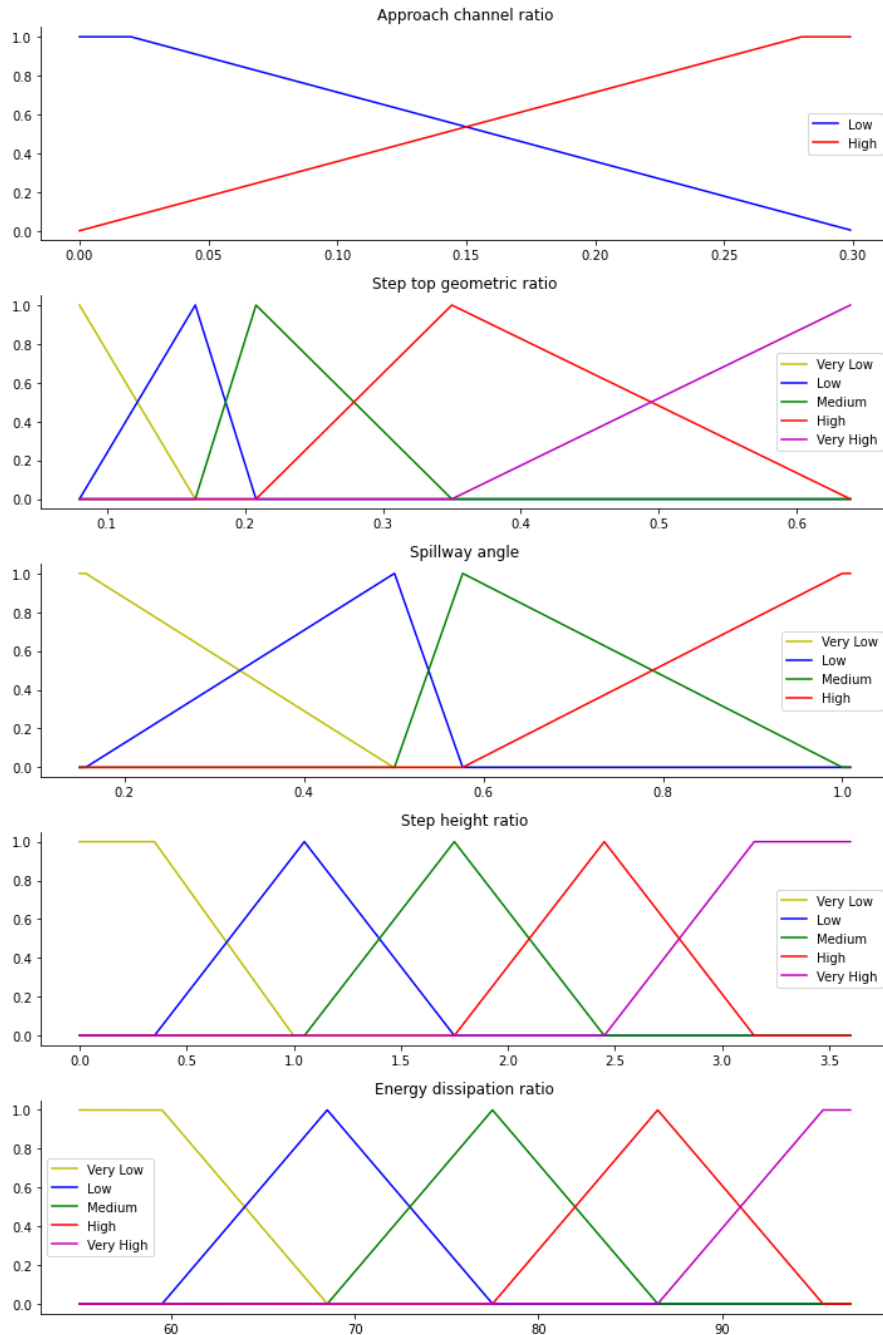 Approach channel ratio
1.0
0.8
0.6
0.4
0.2
0.0
Low
High
0.00 0.05 0.10 0.15 0.20 0.25 0.30
Step top geometric ratio
1.0
0.8
0.6
0.4
0.2
0.0
Very Low
Low
Medium
High
Very High
0.1 0.2 0.3 0.4 0.5 0.6
Spillway angle
1.0
0.8
0.6
0.4
0.2
0.0
Very Low
Low
Medium
High
0.2 0.4 0.6 0.8 1.0
Step height ratio
1.0
0.8
0.6
0.4
0.2
0.0
Very Low
Low
Medium
High
Very High
0.0 0.5 1.0 1.5 2.0 2.5 3.0 3.5
Energy dissipation ratio
1.0
0.8
0.6
0.4
0.2
0.0
Very Low
Low
Medium
High
Very High
60 70 80 90